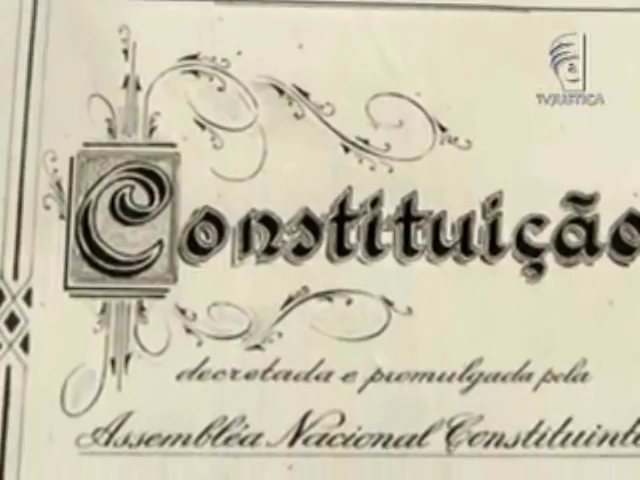 TV JUSTIÇA
Constituição
decretada e promulgada pela
Assembléa Nacional Constituinte